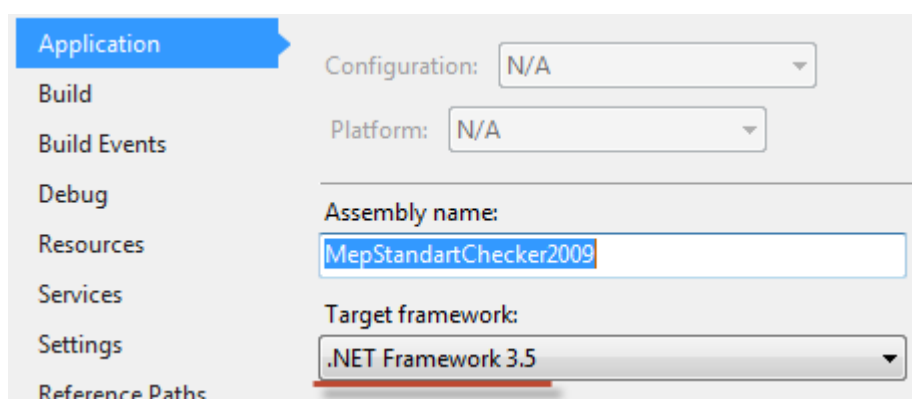 Application
Build
Build Events
Debug
Resources
Services
Settings
Reference Paths
Configuration: N/A
Platform: N/A
Assembly name:
MepStandartChecker2009
Target framework:
.NET Framework 3.5